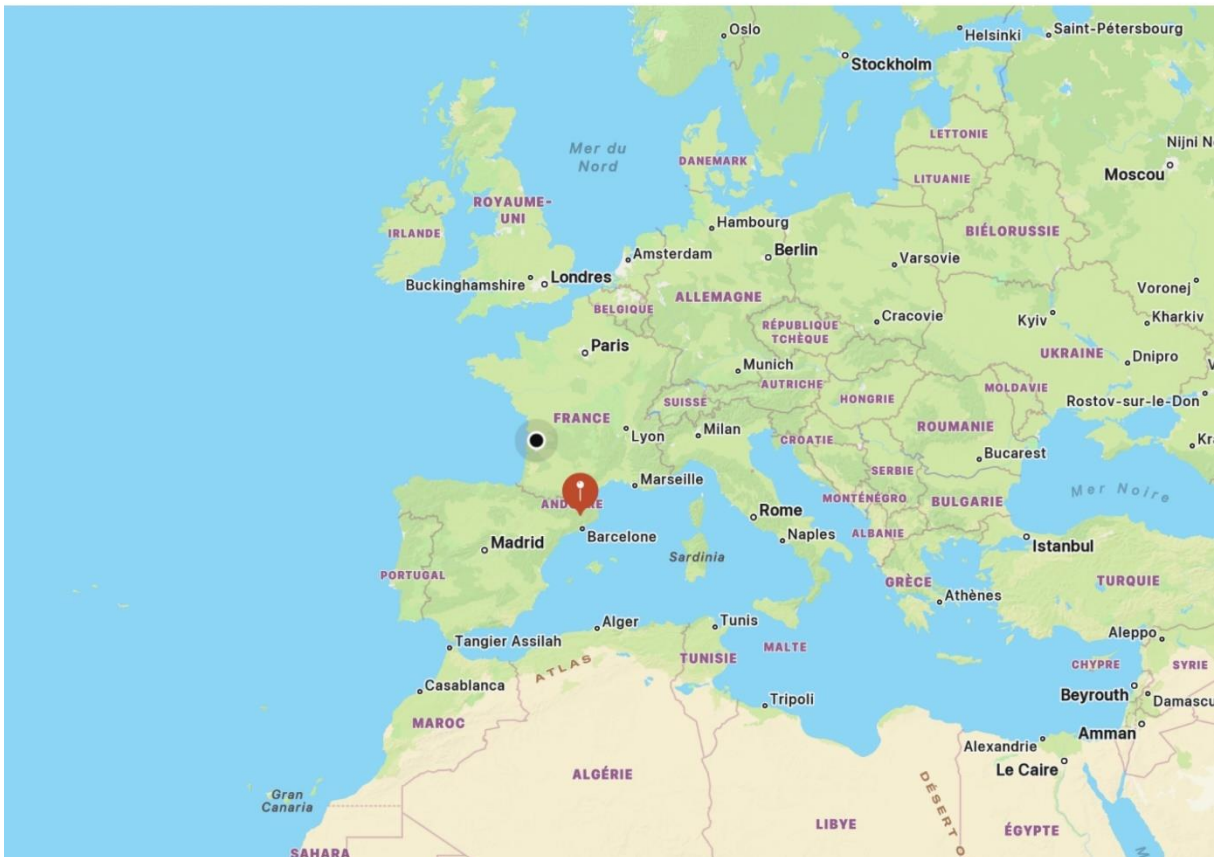 Oslo
Helsinki
Saint-Pétersbourg
Stockholm
Mer du
Nord
DANEMARK
LETTONIE
Nijni N
Moscou
LITUANIE
ROYAUME-
UNI
IRLANDE
BIÉLORUSSIE
Hambourg
Amsterdam
Berlin
Varsovie
Buckinghamshire
Londres
Voronej
ALLEMAGNE
BELGIQUE
Cracovie
Kyiv
Kharkiv
RÉPUBLIQUE
TCHÈQUE
Paris
UKRAINE
Dnipro
Munich
AUTRICHE
MOLDAVIE
SUISSE
HONGRIE
Rostov-sur-le-Don
FRANCE
Lyon
Milan
CROATIE
ROUMANIE
Kra
Bucarest
SERBIE
Marseille
Mer Noire
MONTÉNÉGRO
BULGARIE
Rome
Naples
ALBANIE
Barcelone
Madrid
Istanbul
Sardinia
PORTUGAL
GRÈCE
TURQUIE
Athènes
Alger
Tunis
Aleppo
Tangier Assilah
MALTE
TUNISIE
CHYPRE
SYRIE
ATLAS
Casablanca
Beyrouth
Damascu
Tripoli
MAROC
Amman
Alexandrie
Le Caire
ALGÉRIE
Gran
Canaria
DÉSERT O
LIBYE
ÉGYPTE
SAHARA